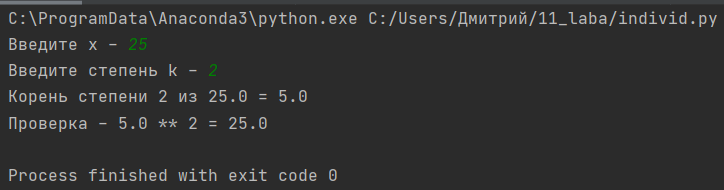 C:\ProgramData\Anaconda3\python.exe C:/Users/Дмитрий/11_laba/individ.py
Введите x – 25
Введите степень k – 2
Корень степени 2 из 25.0 = 5.0
Проверка – 5.0 ** 2 = 25.0
Process finished with exit code 0